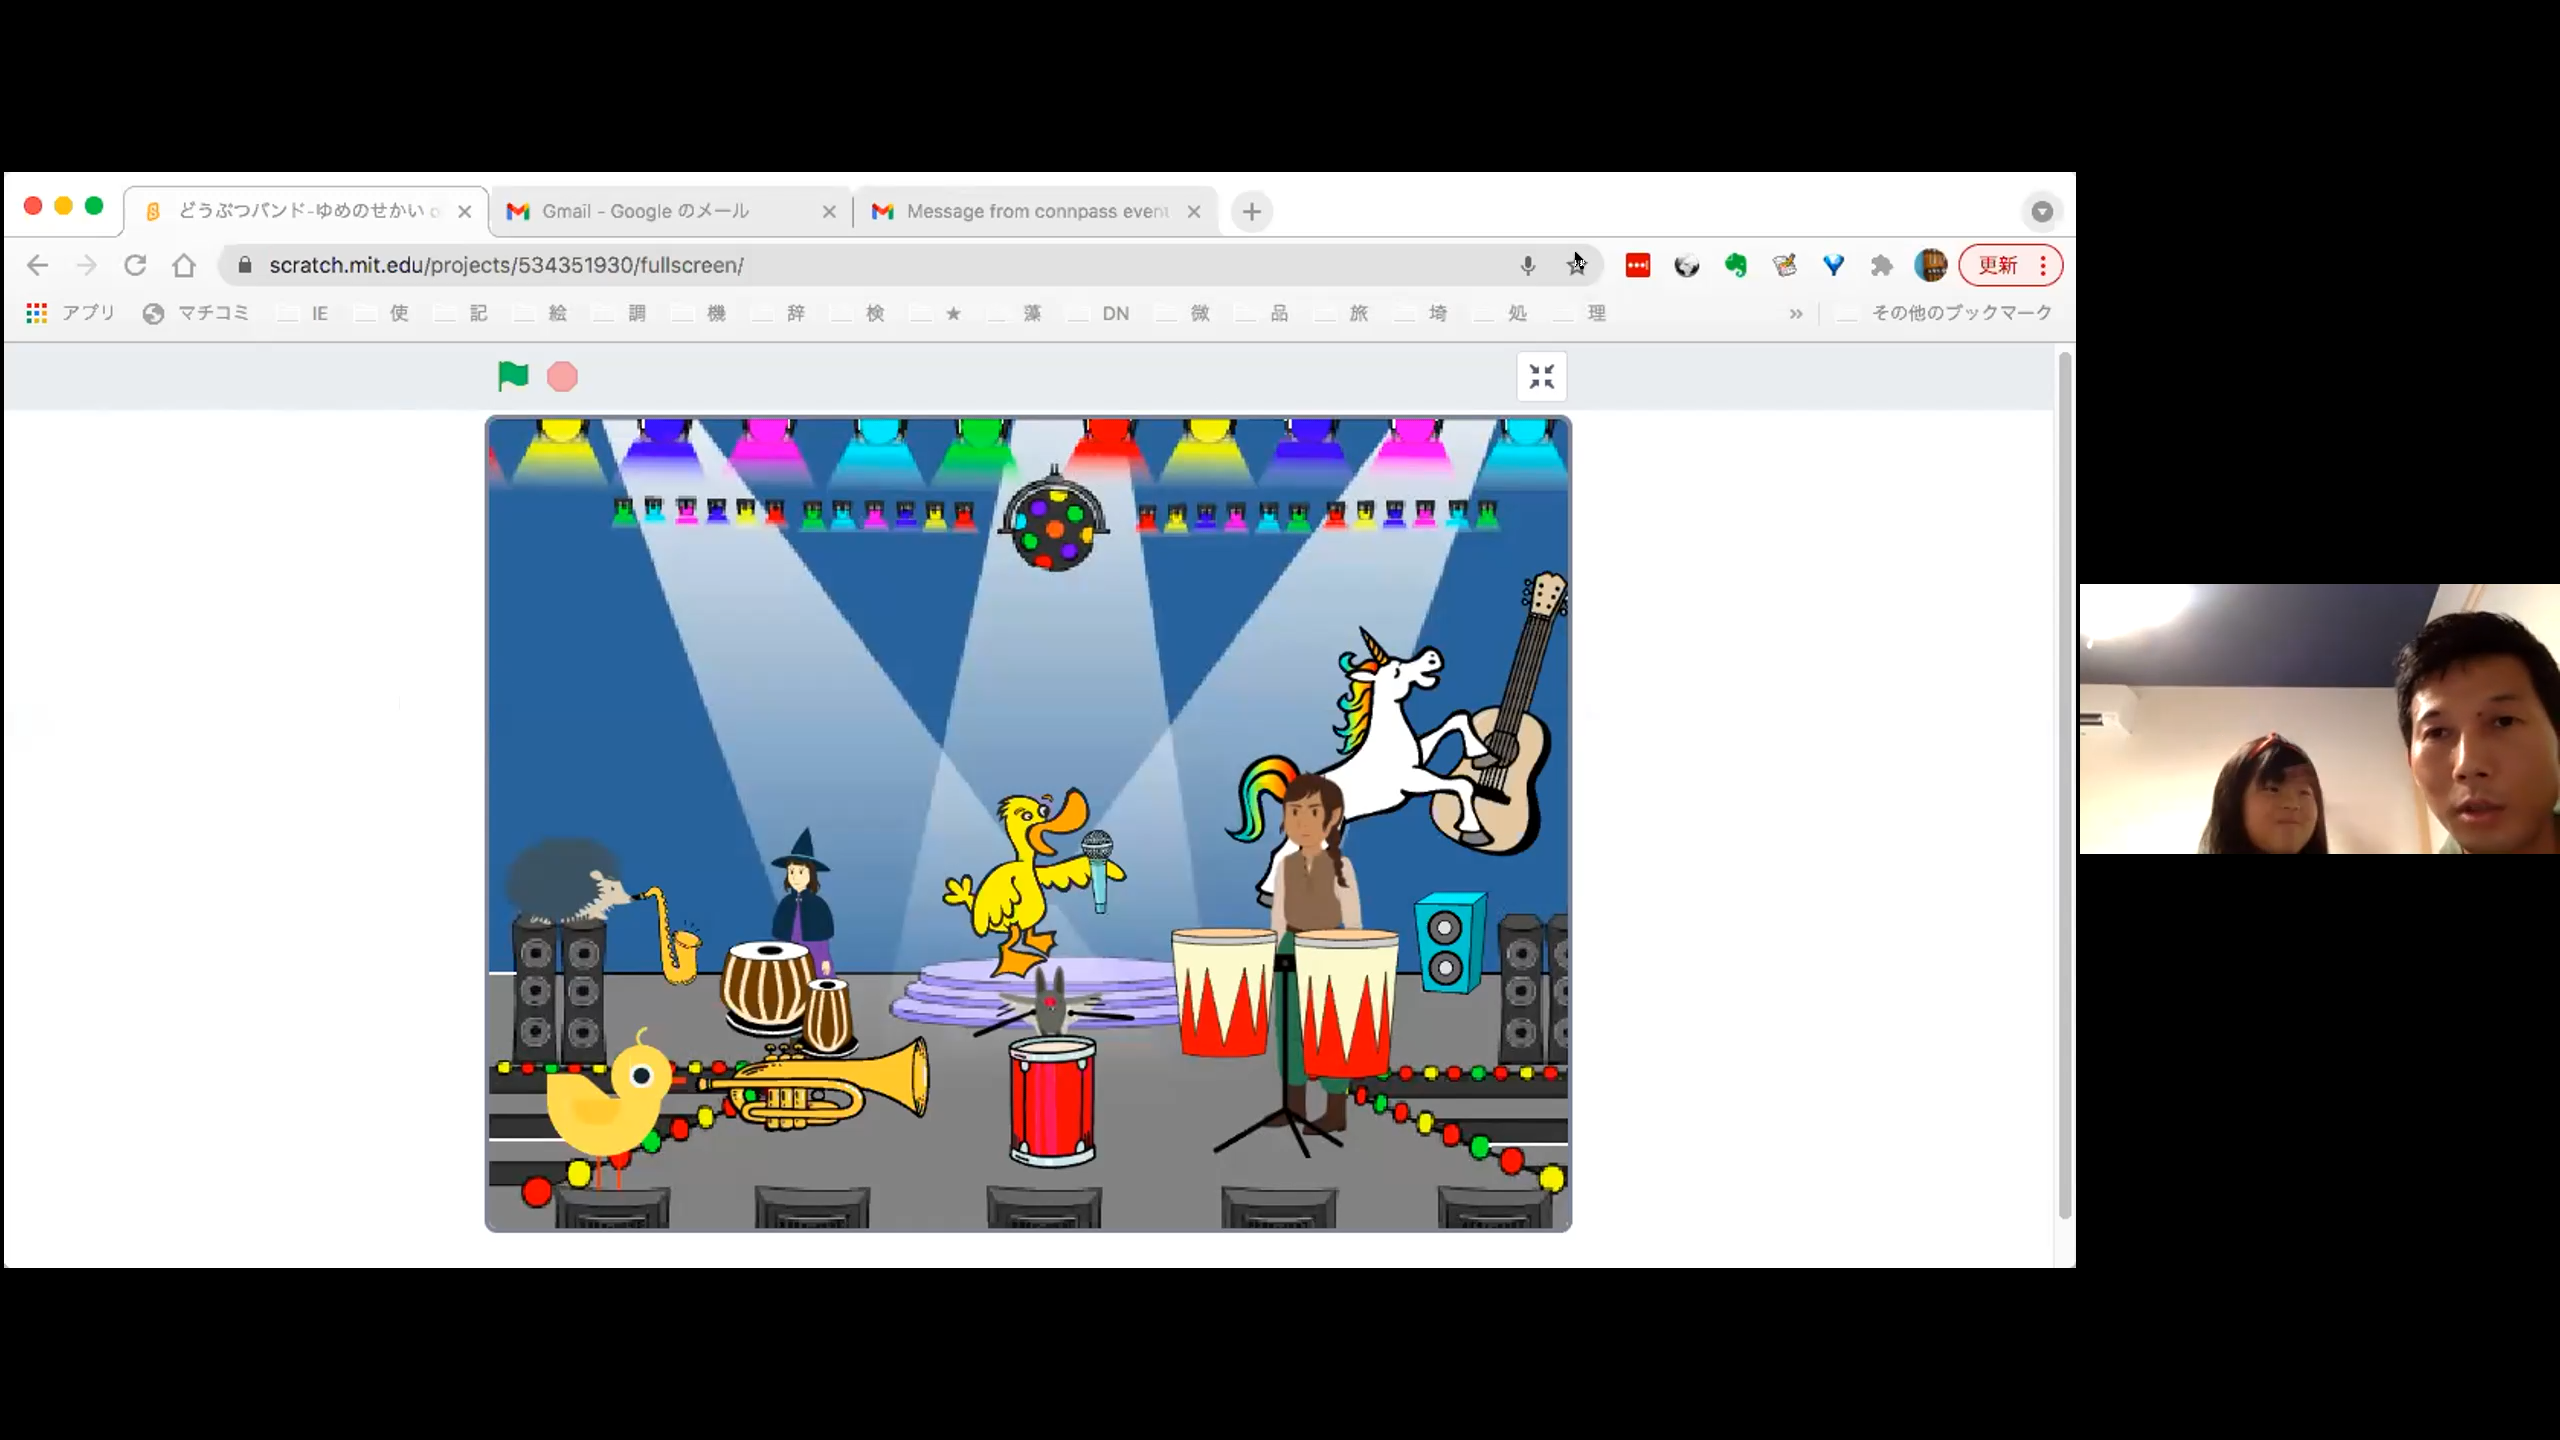 どうぶつバンド-ゆめのせかい
Gmail - Google のメール
Message from connpass event
scratch.mit.edu/projects/534351930/fullscreen/
更新
アプリ マチコミ IE 使 記 絵 調 機 辞 検 ★ 藻 DN 微 品 旅 埼 処 理 » その他のブックマーク